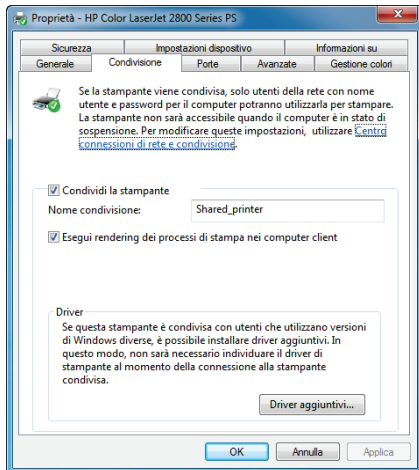 Proprietà - HP Color LaserJet 2800 Series PS
Sicurezza Impostazioni dispositivo Informazioni su
Generale Condivisione Porte Avanzate Gestione colori
Se la stampante viene condivisa, solo utenti della rete con nome
utente e password per il computer potranno utilizzarla per stampare.
La stampante non sarà accessibile quando il computer è in stato di
sospensione. Per modificare queste impostazioni, utilizzare Centro
connessioni di rete e condivisione.
Condividi la stampante
Nome condivisione: Shared_printer
Esegui rendering dei processi di stampa nei computer client
Driver
Se questa stampante è condivisa con utenti che utilizzano versioni
di Windows diverse, è possibile installare driver aggiuntivi. In
questo modo, non sarà necessario individuare il driver di
stampante al momento della connessione alla stampante
condivisa.
Driver aggiuntivi...
OK Annulla Applica